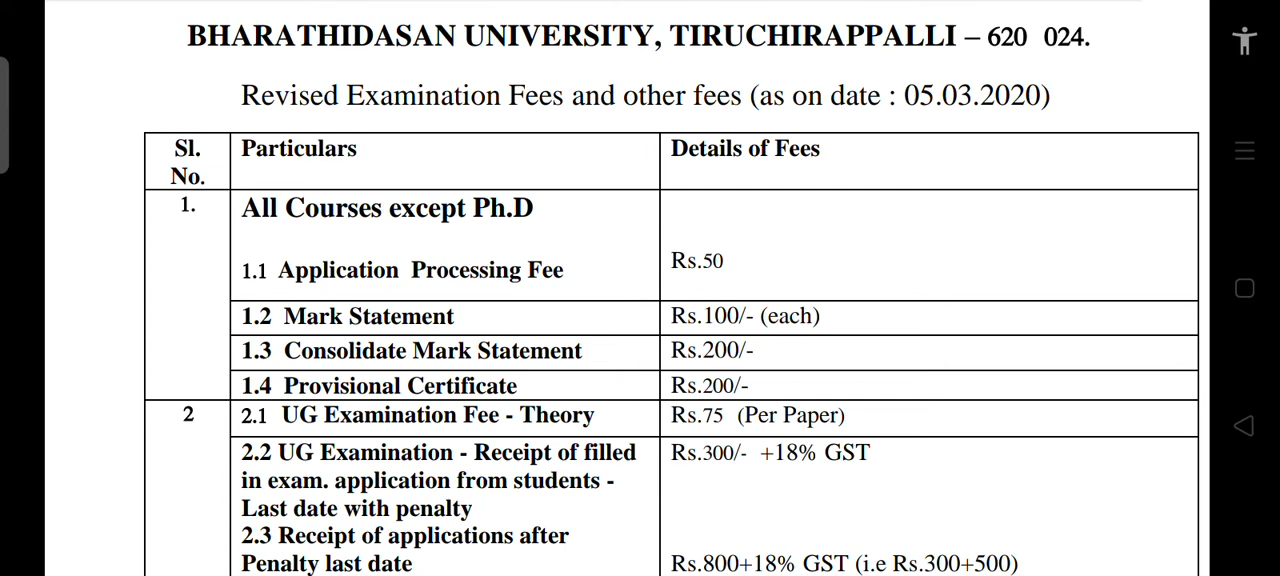 BHARATHIDASAN UNIVERSITY, TIRUCHIRAPPALLI – 620 024.
Revised Examination Fees and other fees (as on date : 05.03.2020)
Sl. No. Particulars Details of Fees
1. All Courses except Ph.D
1.1 Application Processing Fee Rs.50
1.2 Mark Statement Rs.100/- (each)
1.3 Consolidate Mark Statement Rs.200/-
1.4 Provisional Certificate Rs.200/-
2 2.1 UG Examination Fee - Theory Rs.75 (Per Paper)
2.2 UG Examination - Receipt of filled Rs.300/- +18% GST
in exam. application from students -
Last date with penalty
2.3 Receipt of applications after
Penalty last date Rs.800+18% GST (i.e Rs.300+500)